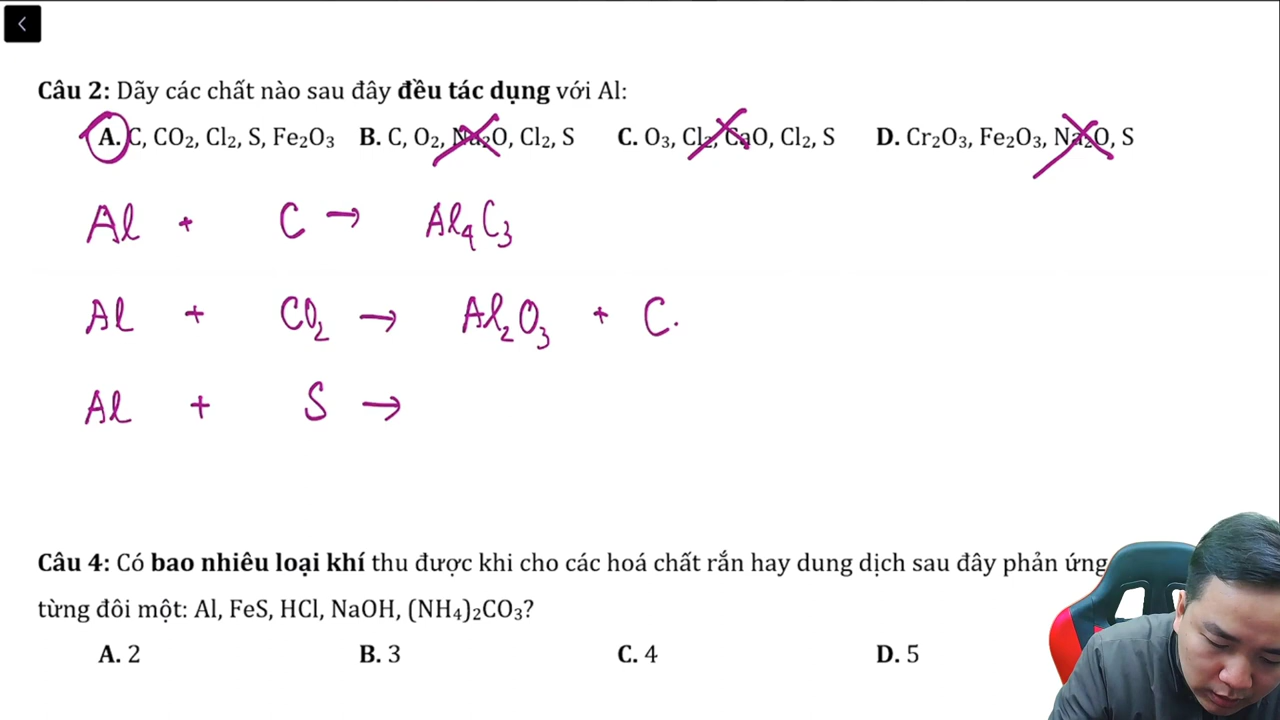 Câu 2: Dãy các chất nào sau đây đều tác dụng với Al:
A. C, CO₂, Cl₂, S, Fe₂O₃ B. C, O₂, Na₂O, Cl₂, S C. O₃, Cl₂, CaO, Cl₂, S D. Cr₂O₃, Fe₂O₃, Na₂O, S
Al + C → Al₄C₃
Al + CO₂ → Al₂O₃ + C.
Al + S →
Câu 4: Có bao nhiêu loại khí thu được khi cho các hoá chất rắn hay dung dịch sau đây phản ứng
từng đôi một: Al, FeS, HCl, NaOH, (NH₄)₂CO₃?
A. 2 B. 3 C. 4 D. 5